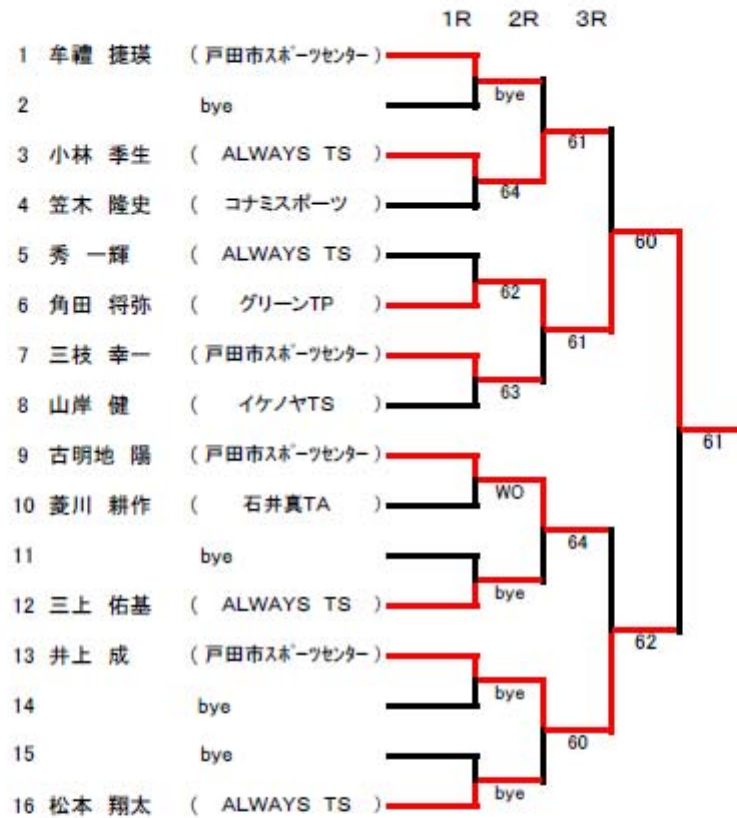 1R 2R 3R
1 牟禮 捷瑛 (戸田市スポーツセンター)
bye
2 bye
61
3 小林 季生 ( ALWAYS TS )
64
4 笠木 隆史 ( コナミスポーツ )
60
5 秀 一輝 ( ALWAYS TS )
62
6 角田 将弥 ( グリーンTP )
61
7 三枝 幸一 (戸田市スポーツセンター)
63
8 山岸 健 ( イケノヤTS )
61
9 古明地 陽 (戸田市スポーツセンター)
WO
10 菱川 耕作 ( 石井真TA )
64
11 bye
bye
12 三上 佑基 ( ALWAYS TS )
62
13 井上 成 (戸田市スポーツセンター)
bye
14 bye
60
15 bye
bye
16 松本 翔太 ( ALWAYS TS )